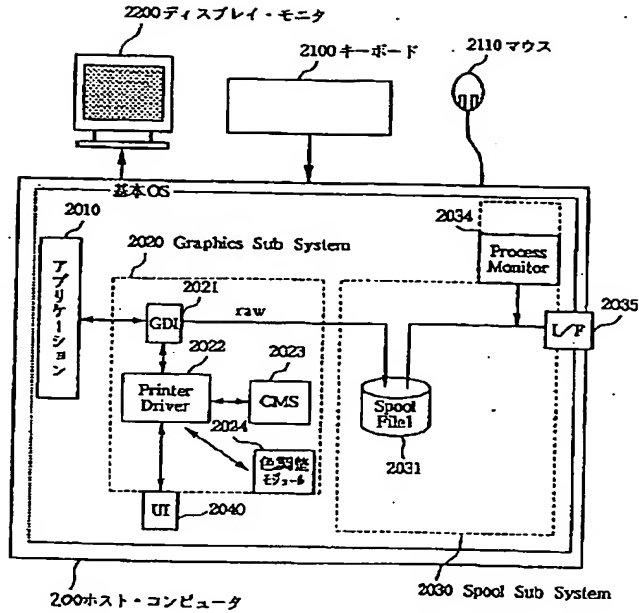 2200ディスプレイ・モニタ
2100キーボード
2110マウス
基本OS
2010
アプリケーション
2020 Graphics Sub System
2021
GDI
raw
2022
Printer
Driver
2023
CMS
2024
色調整
モジュール
UI
2040
2034
Process
Monitor
I/F
2035
Spool
File1
2031
200ホスト・コンピュータ
2030 Spool Sub System